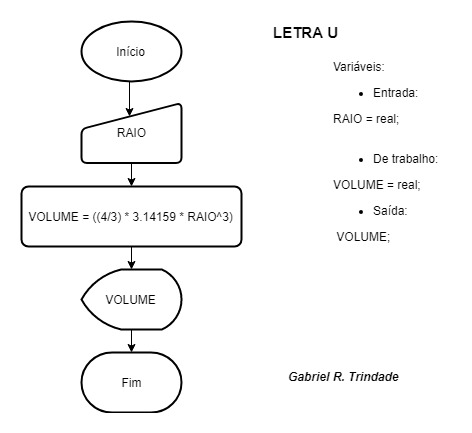 Início
RAIO
VOLUME = ((4/3) * 3.14159 * RAIO^3)
VOLUME
Fim
LETRA U
Variáveis:
• Entrada:
RAIO = real;
• De trabalho:
VOLUME = real;
• Saída:
VOLUME;
Gabriel R. Trindade